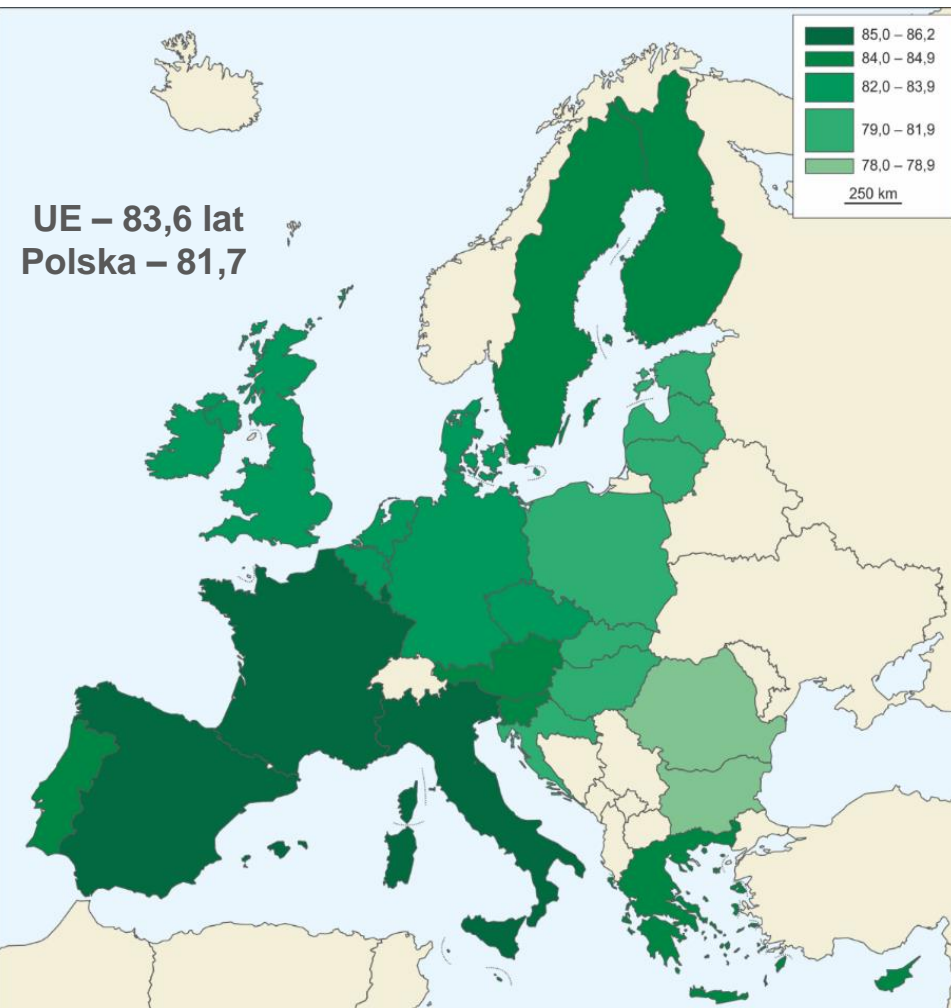 85,0 – 86,2
84,0 – 84,9
82,0 – 83,9
79,0 – 81,9
78,0 – 78,9
250 km
UE – 83,6 lat
Polska – 81,7